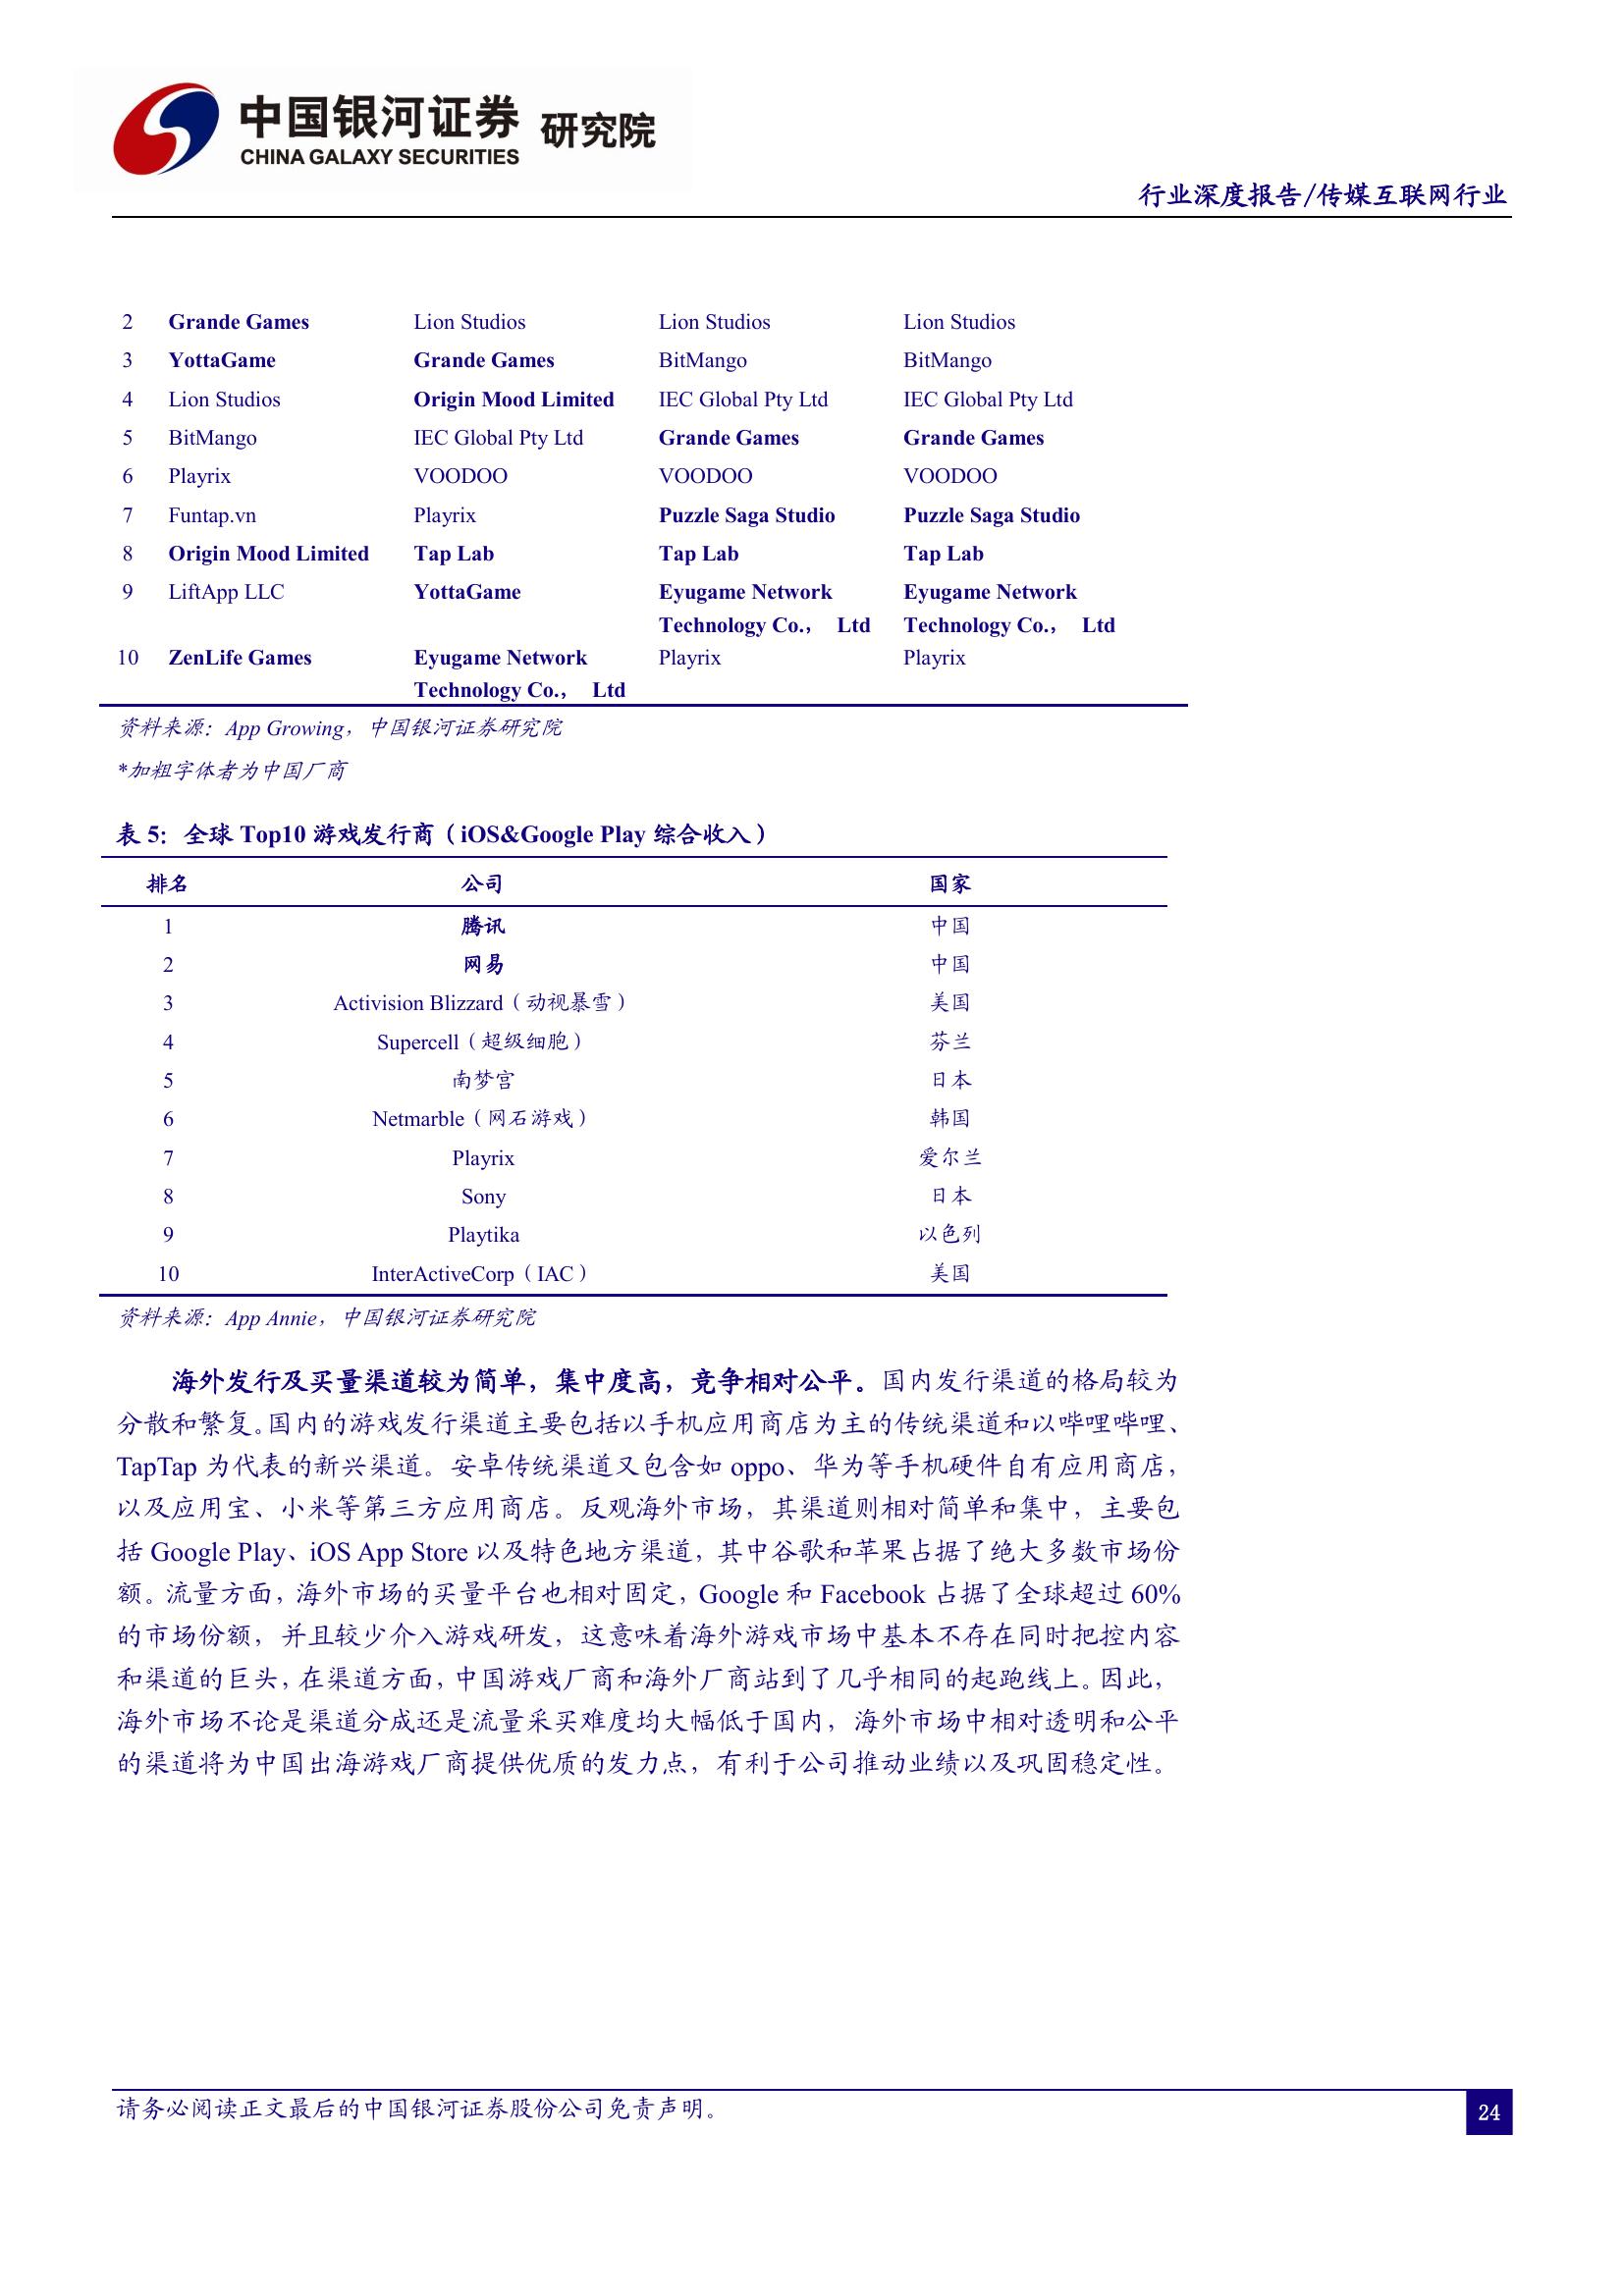 中国银河证券 研究院
CHINA GALAXY SECURITIES
行业深度报告/传媒互联网行业
2 Grande Games Lion Studios Lion Studios Lion Studios
3 YottaGame Grande Games BitMango BitMango
4 Lion Studios Origin Mood Limited IEC Global Pty Ltd IEC Global Pty Ltd
5 BitMango IEC Global Pty Ltd Grande Games Grande Games
6 Playrix VOODOO VOODOO VOODOO
7 Funtap.vn Playrix Puzzle Saga Studio Puzzle Saga Studio
8 Origin Mood Limited Tap Lab Tap Lab Tap Lab
9 LiftApp LLC YottaGame Eyugame Network Eyugame Network
Technology Co.， Ltd Technology Co.， Ltd
10 ZenLife Games Eyugame Network Playrix Playrix
Technology Co.， Ltd
资料来源：App Growing，中国银河证券研究院
*加粗字体者为中国厂商
表 5：全球 Top10 游戏发行商（iOS&Google Play 综合收入）
排名 公司 国家
1 腾讯 中国
2 网易 中国
3 Activision Blizzard（动视暴雪） 美国
4 Supercell（超级细胞） 芬兰
5 南梦宫 日本
6 Netmarble（网石游戏） 韩国
7 Playrix 爱尔兰
8 Sony 日本
9 Playtika 以色列
10 InterActiveCorp（IAC） 美国
资料来源：App Annie，中国银河证券研究院
海外发行及买量渠道较为简单，集中度高，竞争相对公平。国内发行渠道的格局较为
分散和繁复。国内的游戏发行渠道主要包括以手机应用商店为主的传统渠道和以哔哩哔哩、
TapTap 为代表的新兴渠道。安卓传统渠道又包含如 oppo、华为等手机硬件自有应用商店，
以及应用宝、小米等第三方应用商店。反观海外市场，其渠道则相对简单和集中，主要包
括 Google Play、iOS App Store 以及特色地方渠道，其中谷歌和苹果占据了绝大多数市场份
额。流量方面，海外市场的买量平台也相对固定，Google 和 Facebook 占据了全球超过 60%
的市场份额，并且较少介入游戏研发，这意味着海外游戏市场中基本不存在同时把控内容
和渠道的巨头，在渠道方面，中国游戏厂商和海外厂商站到了几乎相同的起跑线上。因此，
海外市场不论是渠道分成还是流量采买难度均大幅低于国内，海外市场中相对透明和公平
的渠道将为中国出海游戏厂商提供优质的发力点，有利于公司推动业绩以及巩固稳定性。
请务必阅读正文最后的中国银河证券股份公司免责声明。
24